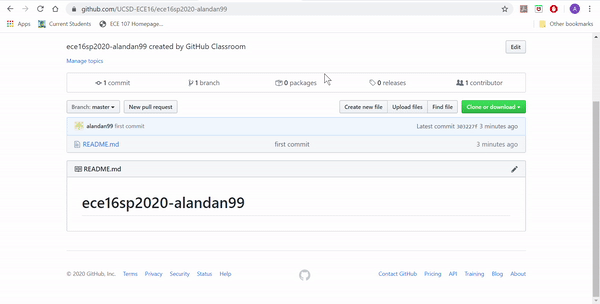 github.com/UCSD-ECE16/ece16sp2020-alandan99
Apps Ajax Current Students ECE 107 Homepage... Other bookmarks
ece16sp2020-alandan99 created by GitHub Classroom Edit
Manage topics
1 commit 1 branch 0 packages 0 releases 1 contributor
Branch: master New pull request Create new file Upload files Find file Clone or download
alandan99 first commit Latest commit 303227f 3 minutes ago
README.md first commit 3 minutes ago
README.md
ece16sp2020-alandan99
© 2020 GitHub, Inc. Terms Privacy Security Status Help Contact GitHub Pricing API Training Blog About